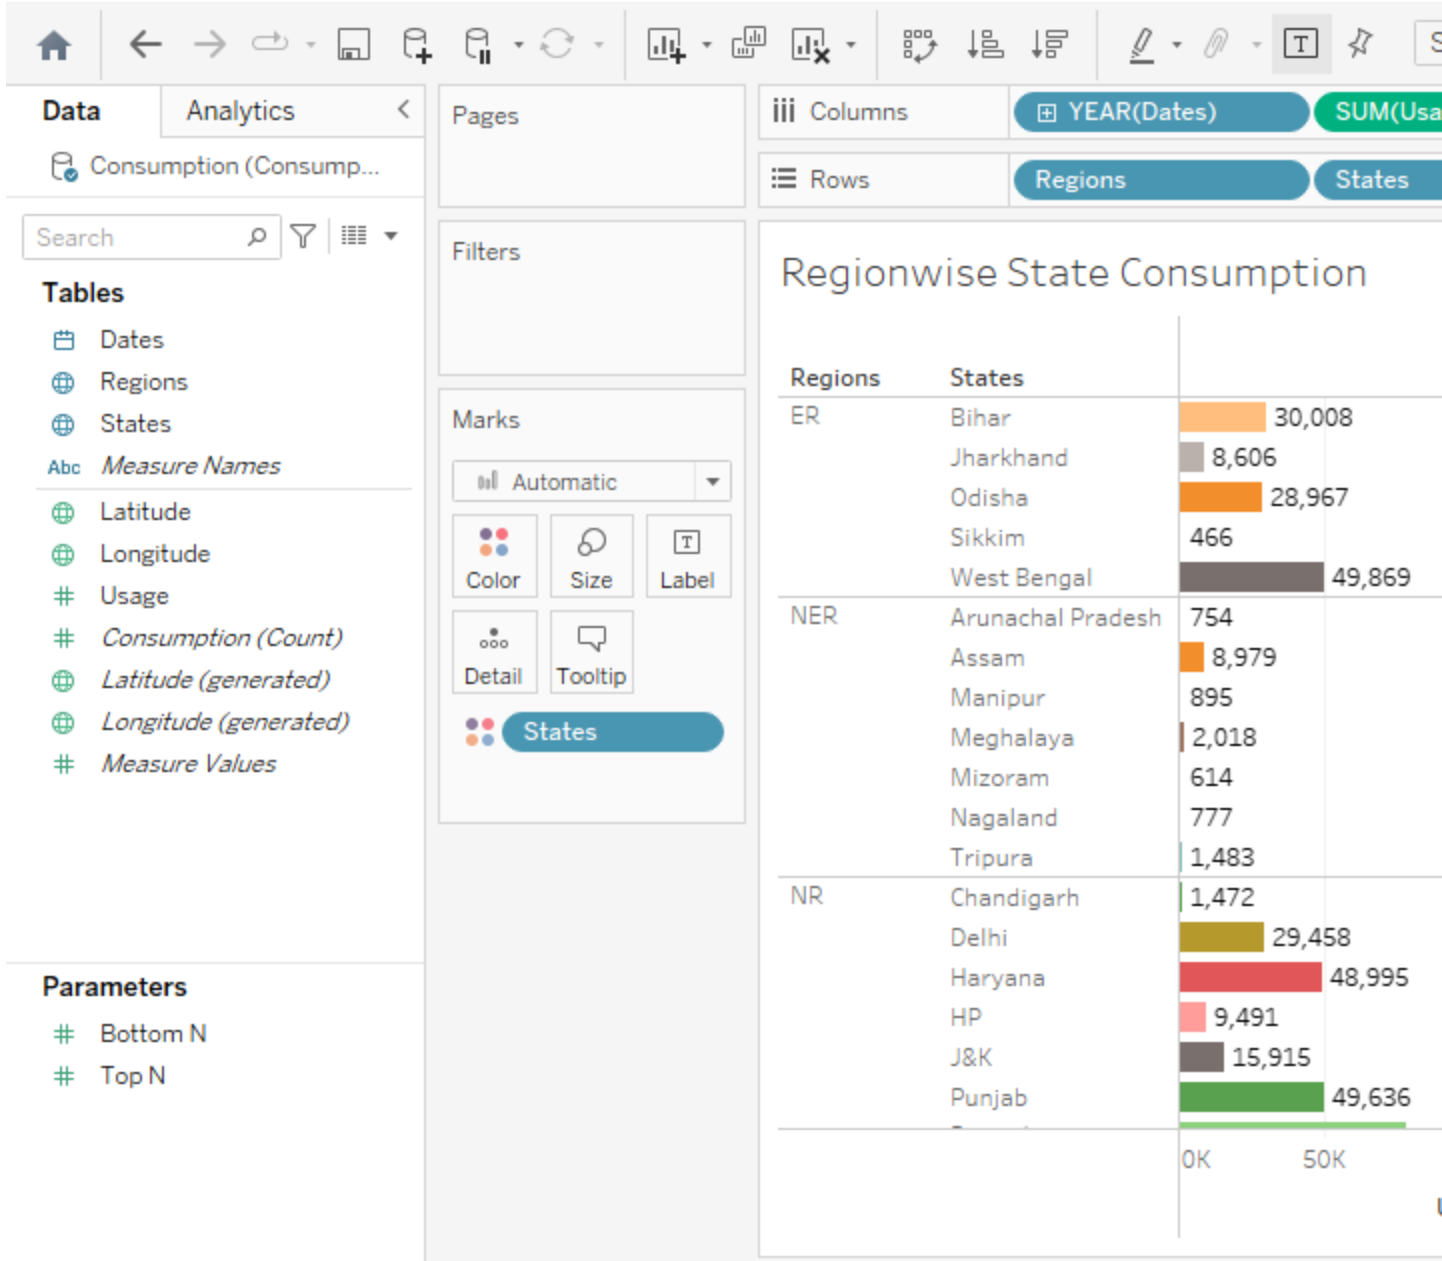 Data
Analytics
Consumption (Consump...
Search
Tables
Dates
Regions
States
Abc Measure Names
Latitude
Longitude
# Usage
# Consumption (Count)
Latitude (generated)
Longitude (generated)
# Measure Values
Parameters
# Bottom N
# Top N
Pages
Filters
Marks
Automatic
Color Size T Label
Detail Tooltip
States
T
Columns YEAR(Dates) SUM(Usa
Rows Regions States
Regionwise State Consumption
Regions States
ER Bihar 30,008
Jharkhand 8,606
Odisha 28,967
Sikkim 466
West Bengal 49,869
NER Arunachal Pradesh 754
Assam 8,979
Manipur 895
Meghalaya 2,018
Mizoram 614
Nagaland 777
Tripura 1,483
NR Chandigarh 1,472
Delhi 29,458
Haryana 48,995
HP 9,491
J&K 15,915
Punjab 49,636
0K 50K